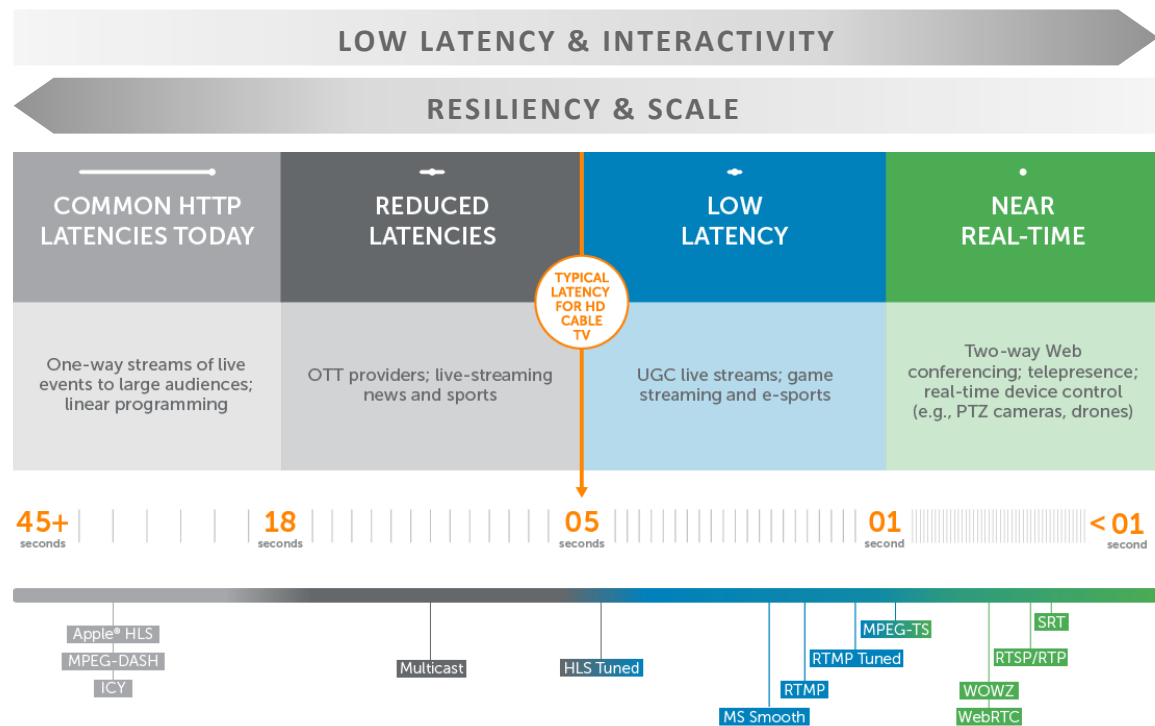 LOW LATENCY & INTERACTIVITY
RESILIENCY & SCALE
COMMON HTTP
LATENCIES TODAY
REDUCED
LATENCIES
LOW
LATENCY
NEAR
REAL-TIME
TYPICAL
LATENCY
FOR HD
CABLE
TV
One-way streams of live
events to large audiences;
linear programming
OTT providers; live-streaming
news and sports
UGC live streams; game
streaming and e-sports
Two-way Web
conferencing; telepresence;
real-time device control
(e.g., PTZ cameras, drones)
45+
seconds
18
seconds
05
seconds
01
second
< 01
second
Apple® HLS
MPEG-DASH
ICY
Multicast
HLS Tuned
MS Smooth
RTMP
RTMP Tuned
MPEG-TS
WOWZ
WebRTC
RTSP/RTP
SRT